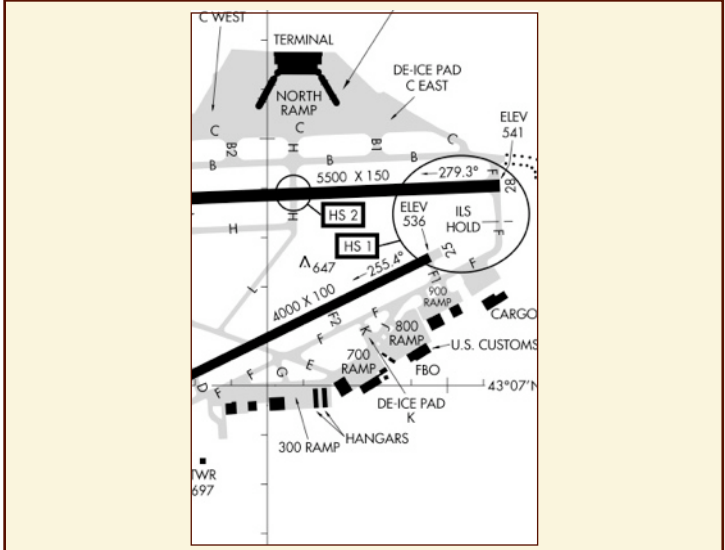 C WEST
TERMINAL
DE-ICE PAD
C EAST
NORTH
RAMP
ELEV
541
C
C
H
B2
B1
C
B
B
B
F
5500 X 150
279.3°
28
HS 2
ELEV
536
ILS
HOLD
I
F
H
H
HS 1
25
647
255.4°
F
F1
J
4000 X 100
900
RAMP
CARGO
F2
F
K
J
800
RAMP
U.S. CUSTOMS
F
700
RAMP
FBO
E
G
F
F
D
43°07'N
DE-ICE PAD
K
HANGARS
300 RAMP
TWR
697